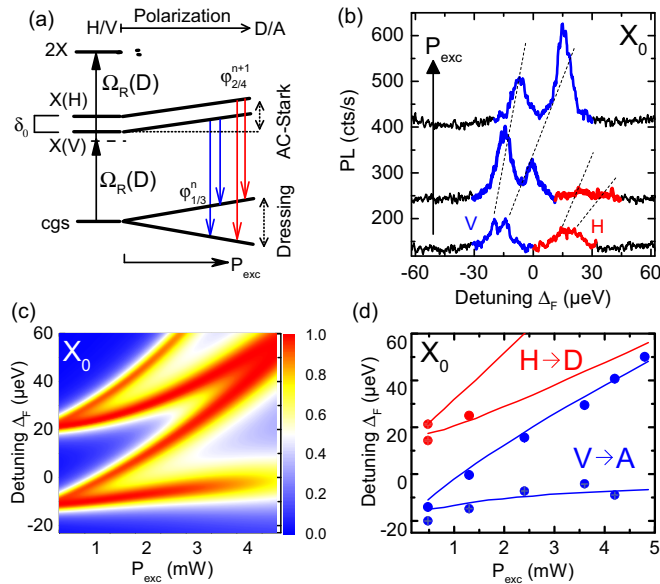 (a)
H/V
Polarization
D/A
2X
Ω_R(D)
φ^{n+1}_{2/4}
X(H)
δ_0
X(V)
AC-Stark
Ω_R(D)
φ^n_{1/3}
cgs
Dressing
P_exc
(b)
X_0
P_exc
PL (cts/s)
600
500
400
300
200
V
H
-60
-30
0
30
60
Detuning Δ_F (µeV)
(c)
X_0
Detuning Δ_F (µeV)
60
40
20
0
-20
1
2
3
4
P_exc (mW)
1.0
0.8
0.6
0.4
0.2
0.0
(d)
X_0
H→D
V→A
Detuning Δ_F (µeV)
60
40
20
0
-20
0
1
2
3
4
5
P_exc (mW)